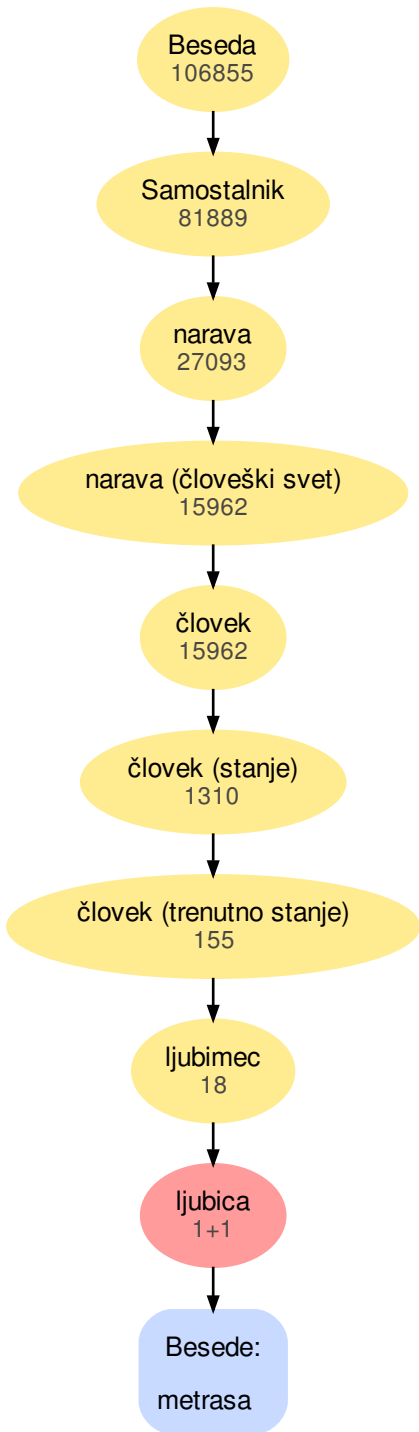 Beseda
106855
Samostalnik
81889
narava
27093
narava (človeški svet)
15962
človek
15962
človek (stanje)
1310
človek (trenutno stanje)
155
ljubimec
18
ljubica
1+1
Besede:
metrasa